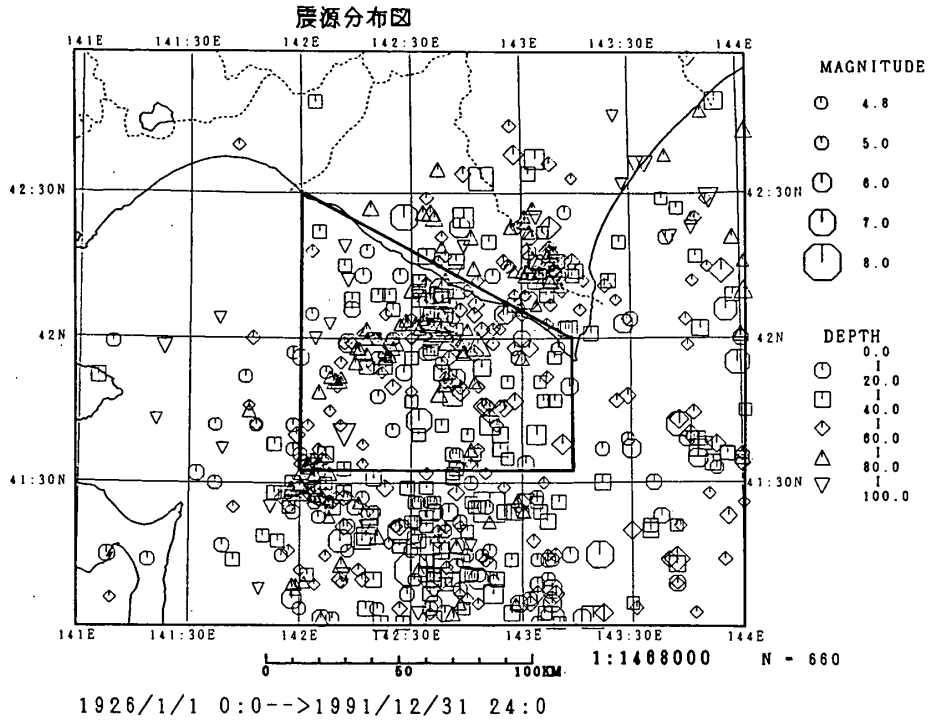 震源分布図
141E 141:30E 142E 142:30E 143E 143:30E 144E
MAGNITUDE
4.8
5.0
6.0
7.0
8.0
42:30N 42:30N
42N 42N
41:30N 41:30N
DEPTH
0.0
I
20.0
I
40.0
I
60.0
I
80.0
I
100.0
141E 141:30E 142E 142:30E 143E 143:30E 144E
0 50 100KM
1:1468000 N - 660
1926/1/1 0:0-->1991/12/31 24:0